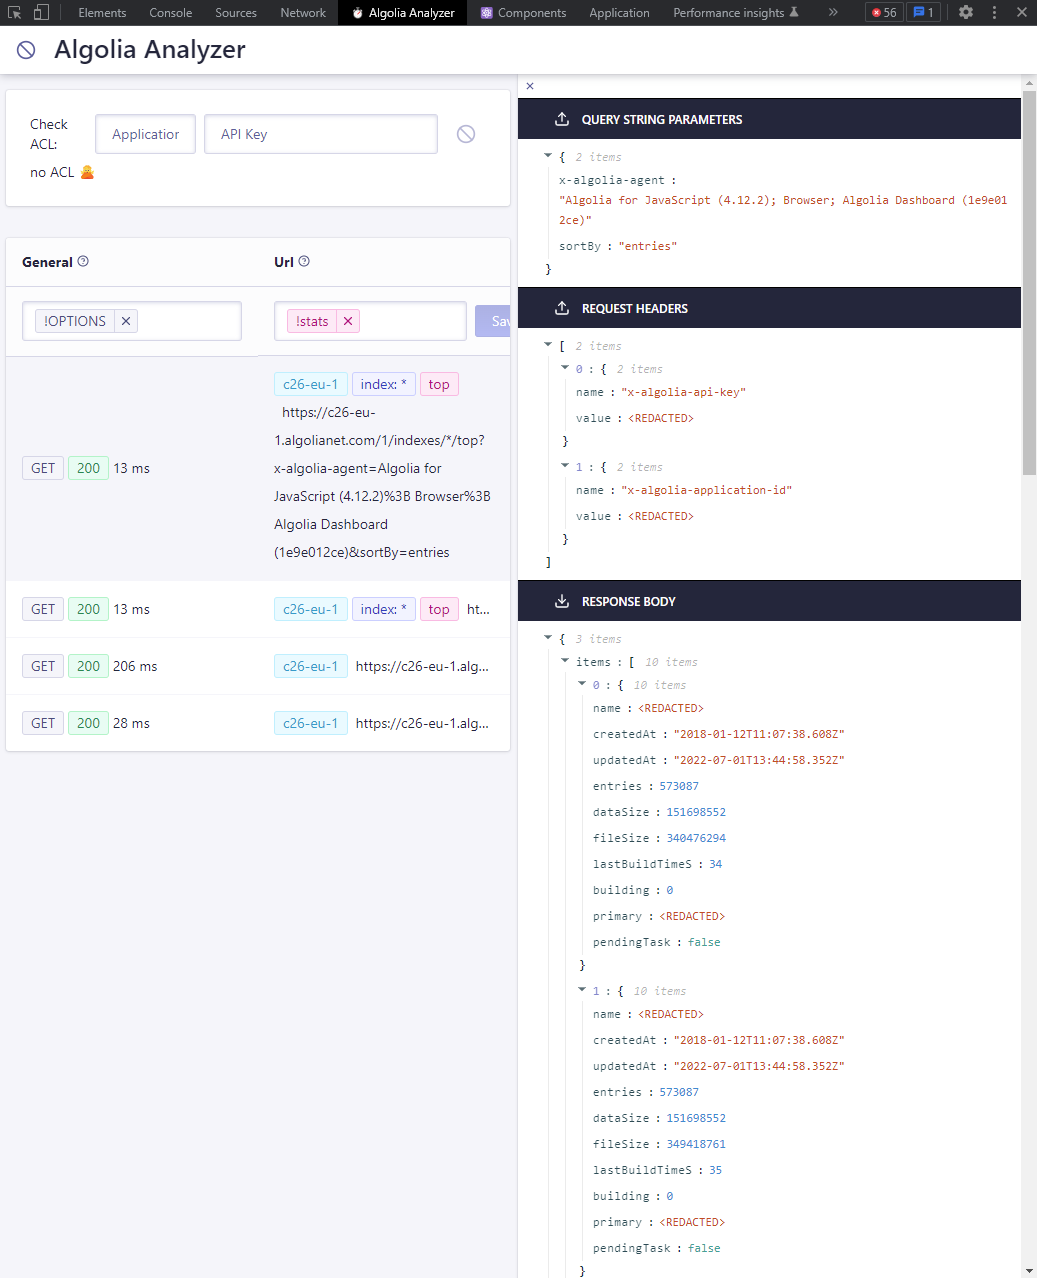 Elements Console Sources Network Algolia Analyzer Components Application Performance insights » 56 1
Algolia Analyzer
Check ACL:
Application
API Key
no ACL 🤷
General
Url
!OPTIONS ×
!stats ×
GET 200 13 ms
c26-eu-1 index: * top
https://c26-eu-
1.algolianet.com/1/indexes/*/top?
x-algolia-agent=Algolia for
JavaScript (4.12.2)%3B Browser%3B
Algolia Dashboard
(1e9e012ce)&sortBy=entries
GET 200 13 ms c26-eu-1 index: * top ht...
GET 200 206 ms c26-eu-1 https://c26-eu-1.alg...
GET 200 28 ms c26-eu-1 https://c26-eu-1.alg...
×
QUERY STRING PARAMETERS
{ 2 items
x-algolia-agent :
"Algolia for JavaScript (4.12.2); Browser; Algolia Dashboard (1e9e01
2ce)"
sortBy : "entries"
}
REQUEST HEADERS
[ 2 items
0 : { 2 items
name : "x-algolia-api-key"
value : <REDACTED>
}
1 : { 2 items
name : "x-algolia-application-id"
value : <REDACTED>
}
]
RESPONSE BODY
{ 3 items
items : [ 10 items
0 : { 10 items
name : <REDACTED>
createdAt : "2018-01-12T11:07:38.608Z"
updatedAt : "2022-07-01T13:44:58.352Z"
entries : 573087
dataSize : 151698552
fileSize : 340476294
lastBuildTimeS : 34
building : 0
primary : <REDACTED>
pendingTask : false
}
1 : { 10 items
name : <REDACTED>
createdAt : "2018-01-12T11:07:38.608Z"
updatedAt : "2022-07-01T13:44:58.352Z"
entries : 573087
dataSize : 151698552
fileSize : 349418761
lastBuildTimeS : 35
building : 0
primary : <REDACTED>
pendingTask : false
}